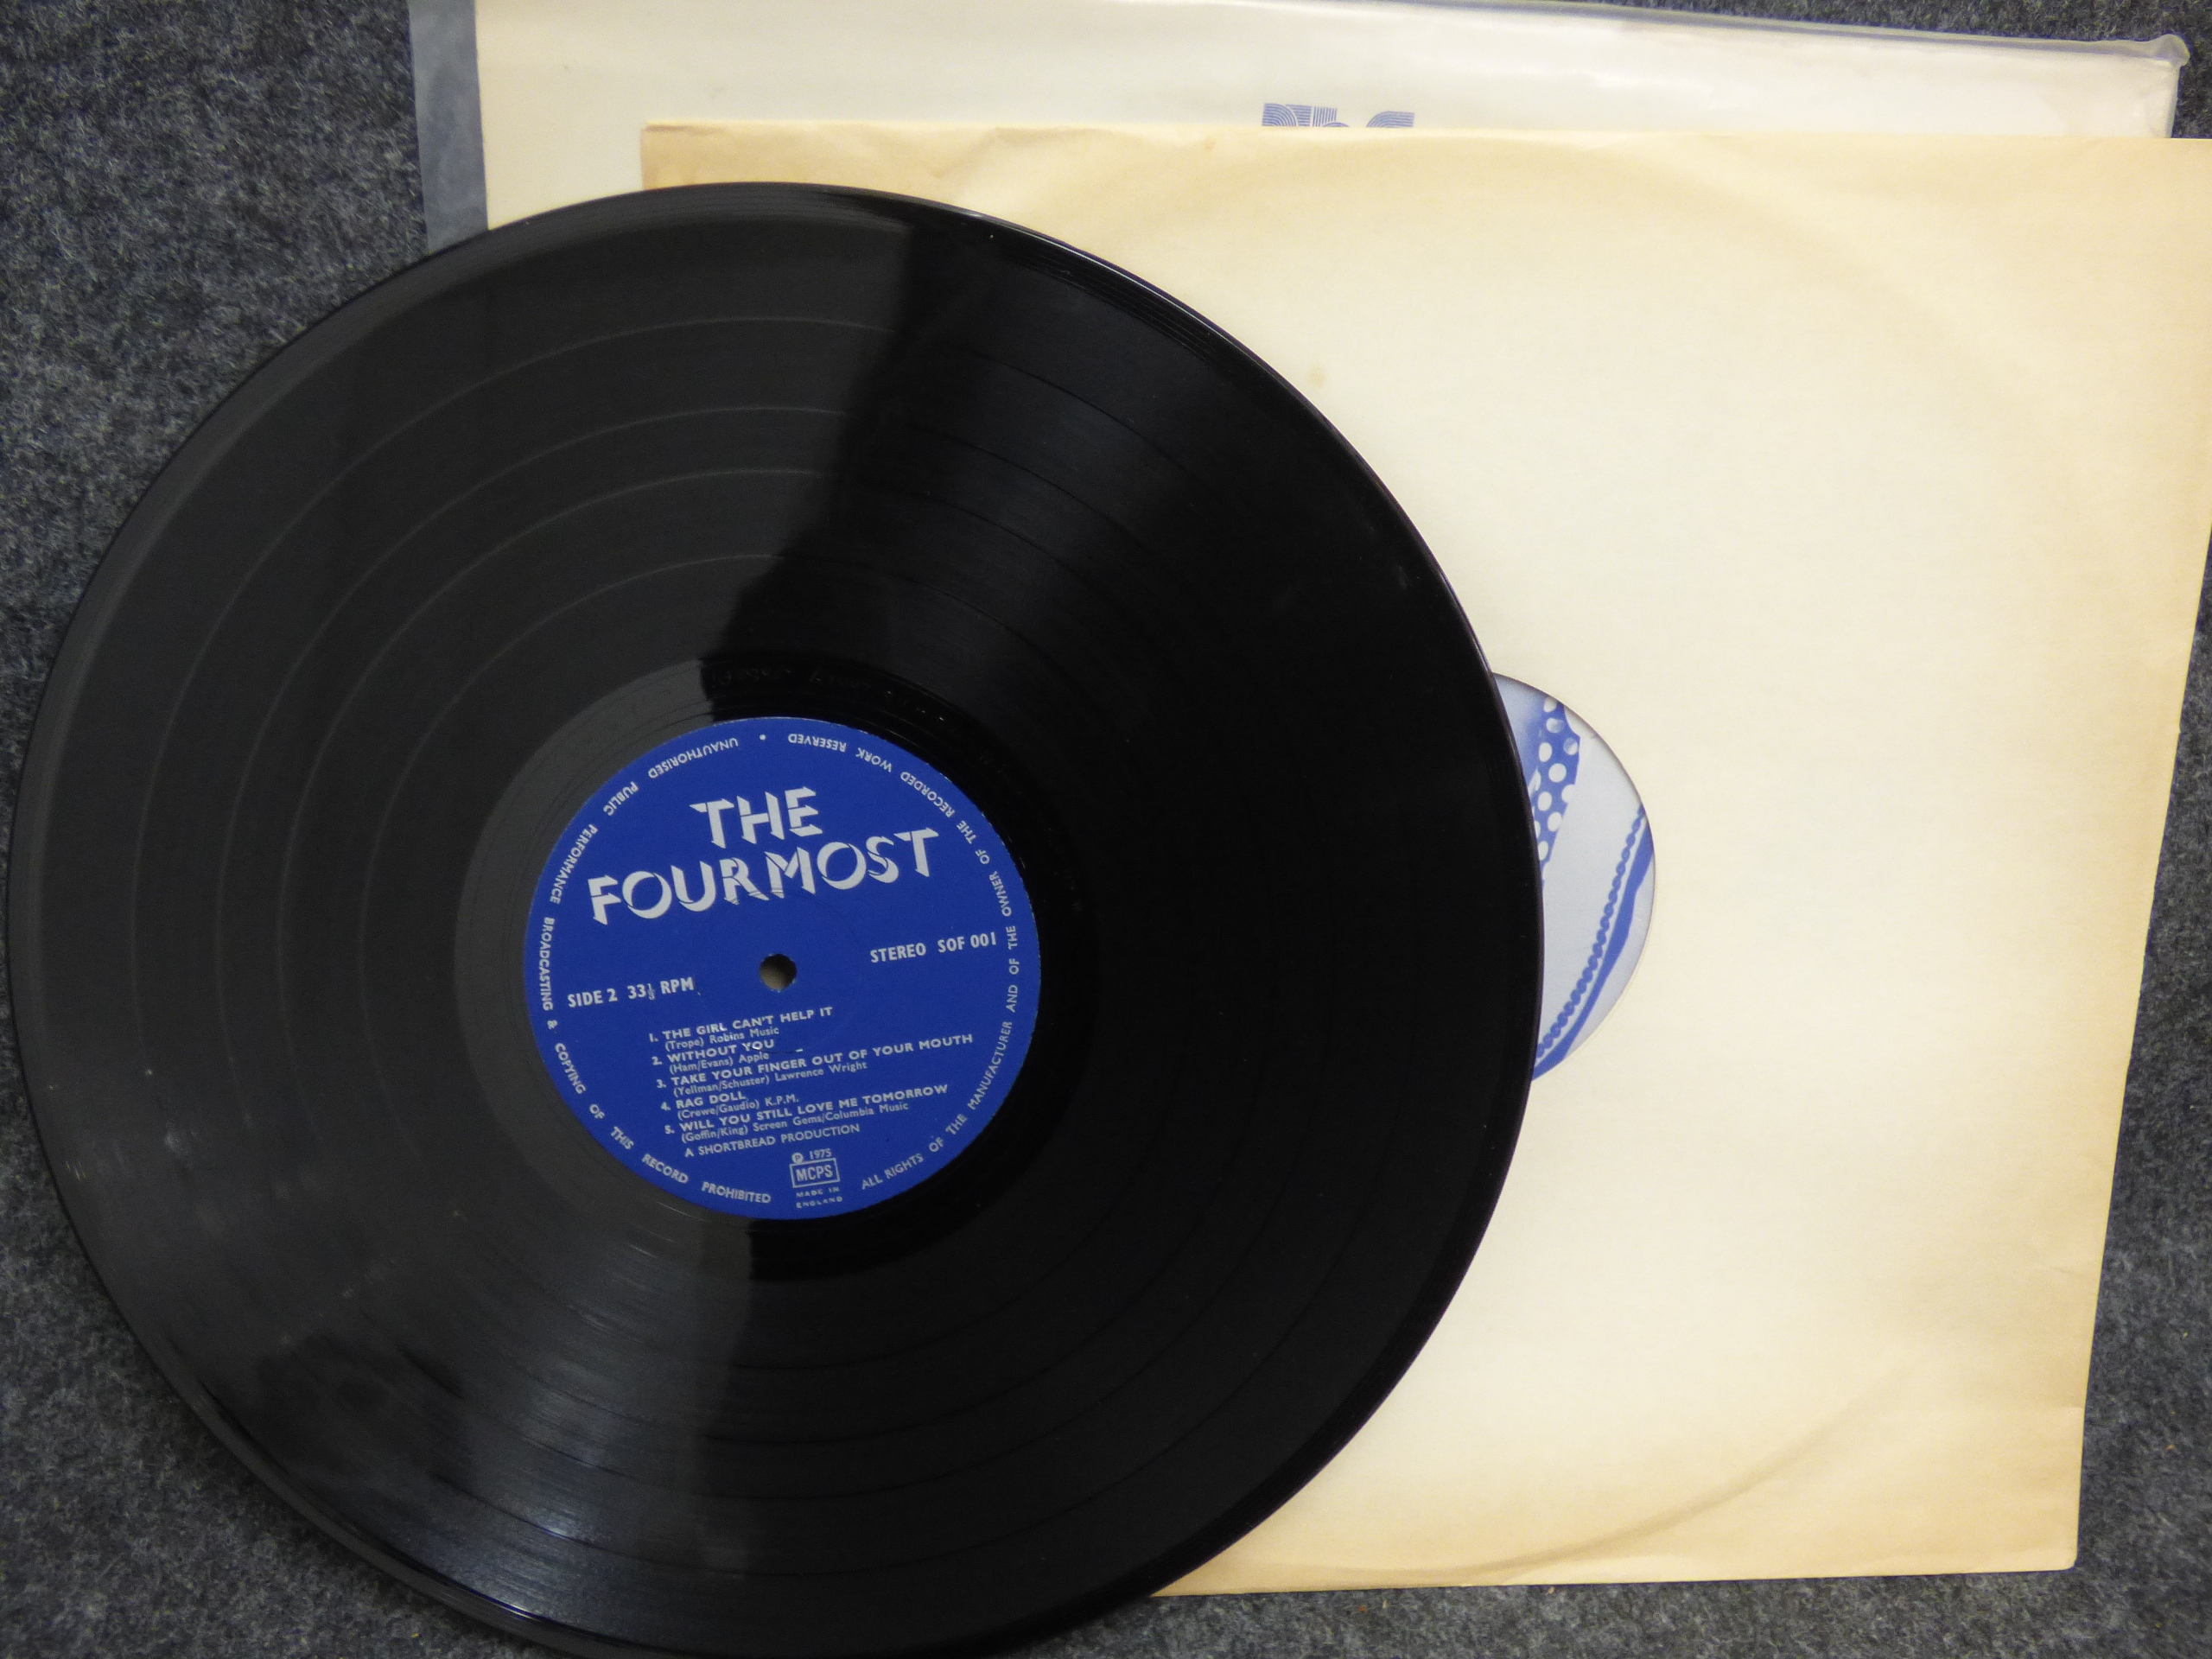 THE
FOURMOST
STEREO SOF 001
SIDE 2 33⅓ RPM
1. THE GIRL CAN'T HELP IT
(Trope) Robins Music
2. WITHOUT YOU
(Ham/Evans) Apple
3. TAKE YOUR FINGER OUT OF YOUR MOUTH
(Yellman/Schuster) Lawrence Wright
4. RAG DOLL
(Crewe/Gaudio) K.P.M.
5. WILL YOU STILL LOVE ME TOMORROW
(Goffin/King) Screen Gems/Columbia Music
A SHORTBREAD PRODUCTION
℗ 1975
MCPS
MADE IN
ENGLAND
ALL RIGHTS OF THE MANUFACTURER AND OF THE OWNER OF THE RECORDED WORK RESERVED • UNAUTHORISED PUBLIC PERFORMANCE BROADCASTING & COPYING OF THIS RECORD PROHIBITED